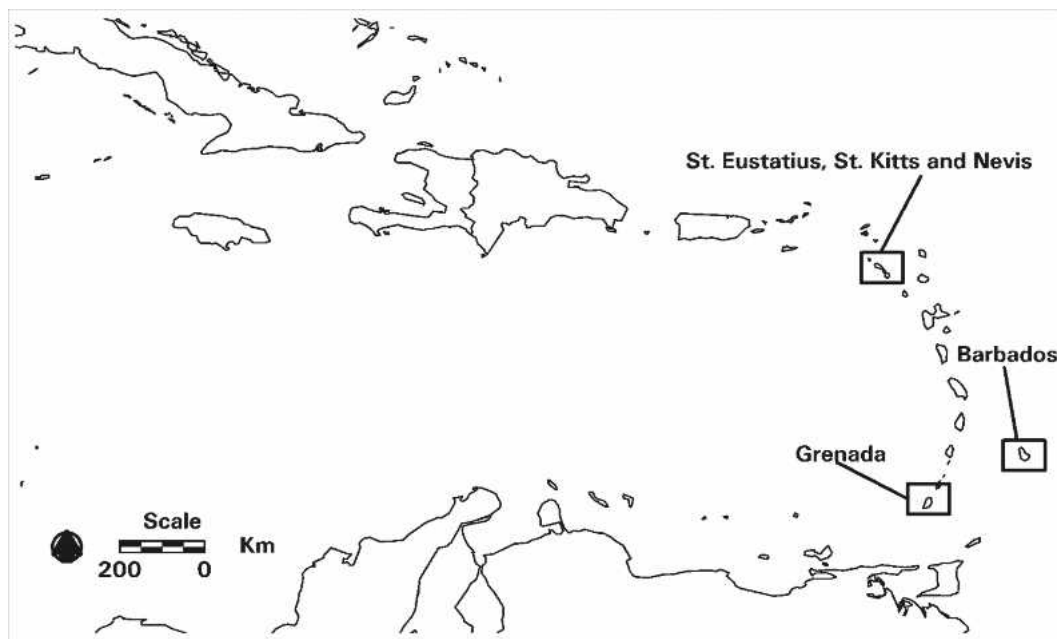 St. Eustatius, St. Kitts and Nevis
Barbados
Grenada
Scale
Km
200 0